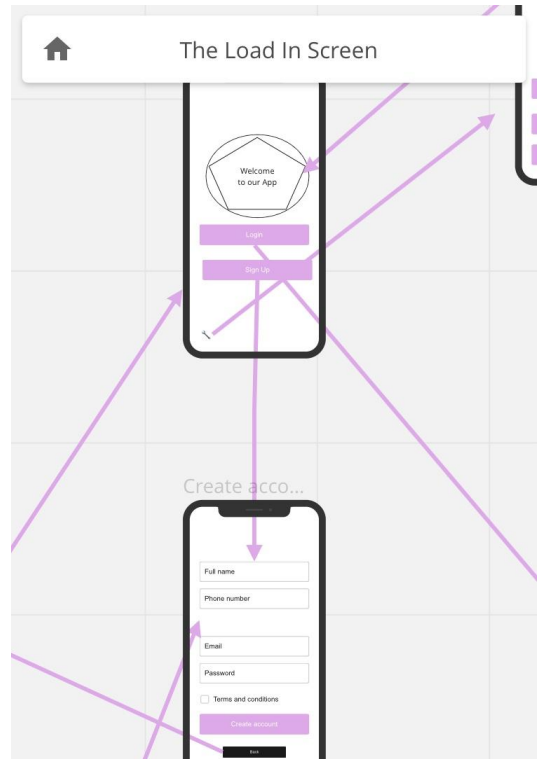 The Load In Screen
Welcome
to our App
Login
Sign Up
Create acco...
Full name
Phone number
Email
Password
Terms and conditions
Create account
Back